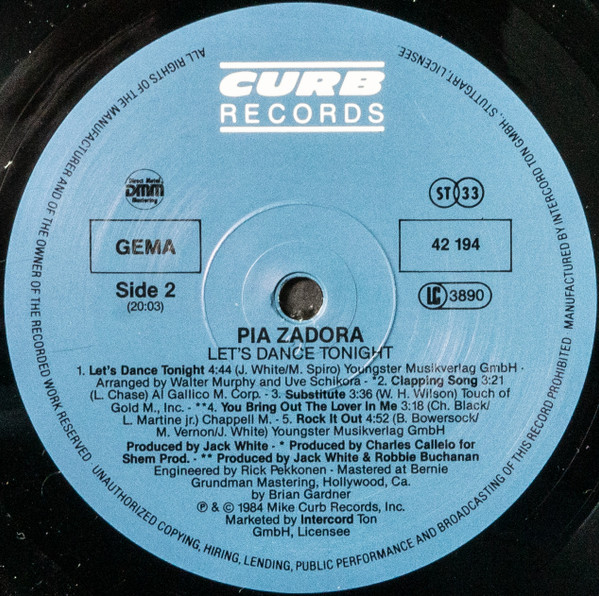 CURB
RECORDS
ALL RIGHTS OF THE MANUFACTURER AND OF THE OWNER OF THE RECORDED WORK RESERVED
UNAUTHORIZED COPYING, HIRING, LENDING, PUBLIC PERFORMANCE AND BROADCASTING OF THIS RECORD PROHIBITED
MANUFACTURED BY INTERCORD TON GMBH, STUTTGART, LICENSEE.
Direct Metal
DMM
Mastering
ST 33
GEMA
42 194
Side 2
(20:03)
LC 3890
PIA ZADORA
LET'S DANCE TONIGHT
1. Let's Dance Tonight 4:44 (J. White/M. Spiro) Youngster Musikverlag GmbH ·
Arranged by Walter Murphy and Uve Schikora · *2. Clapping Song 3:21
(L. Chase) Al Gallico M. Corp. · 3. Substitute 3:36 (W. H. Wilson) Touch of
Gold M., Inc. · **4. You Bring Out The Lover In Me 3:18 (Ch. Black/
L. Martine jr.) Chappell M. · 5. Rock It Out 4:52 (B. Bowersock/
M. Vernon/J. White) Youngster Musikverlag GmbH
Produced by Jack White · * Produced by Charles Callelo for
Shem Prod. · ** Produced by Jack White & Robbie Buchanan
Engineered by Rick Pekkonen · Mastered at Bernie
Grundman Mastering, Hollywood, Ca.
by Brian Gardner
℗ & © 1984 Mike Curb Records, Inc.
Marketed by Intercord Ton
GmbH, Licensee